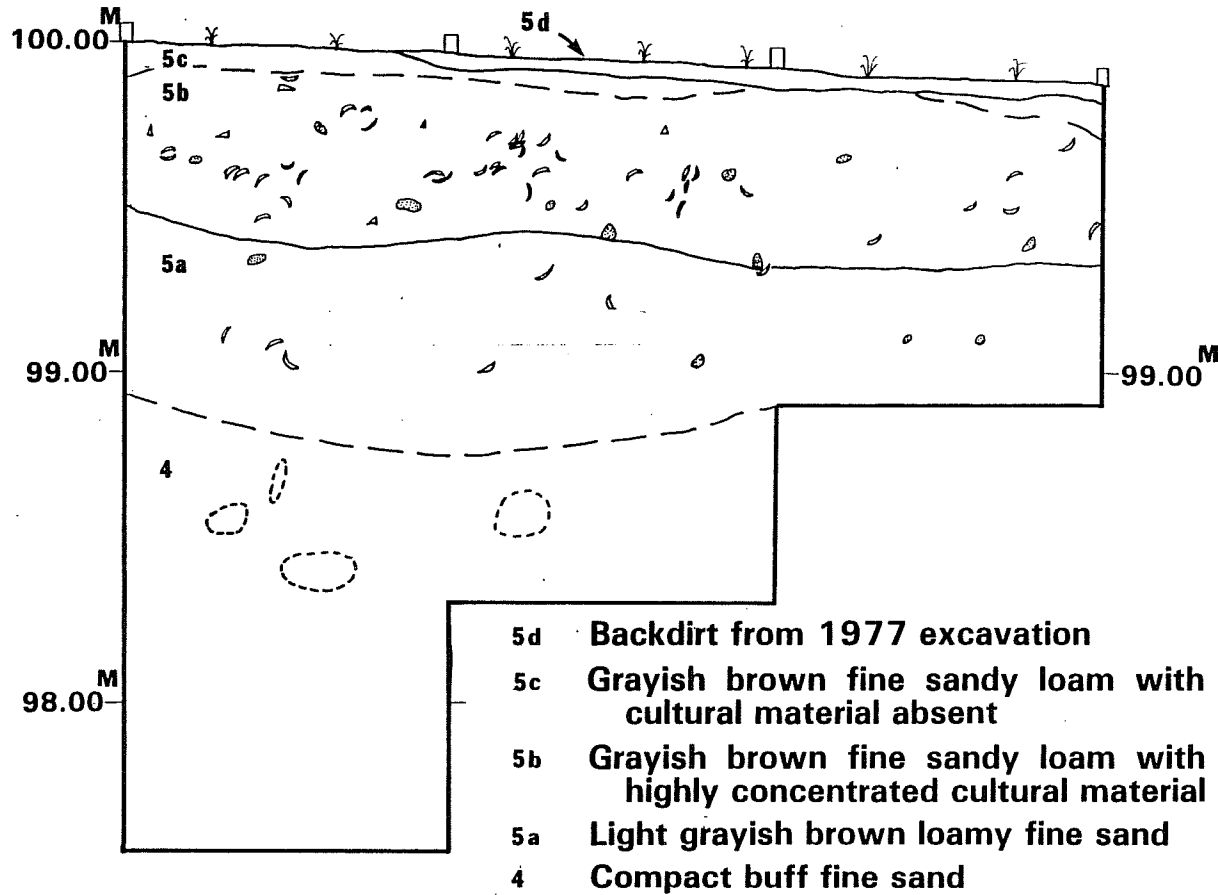 M
100.00
5d
5c
5b
5a
M
99.00
M
99.00
4
M
98.00
5d Backdirt from 1977 excavation
5c Grayish brown fine sandy loam with
cultural material absent
5b Grayish brown fine sandy loam with
highly concentrated cultural material
5a Light grayish brown loamy fine sand
4 Compact buff fine sand